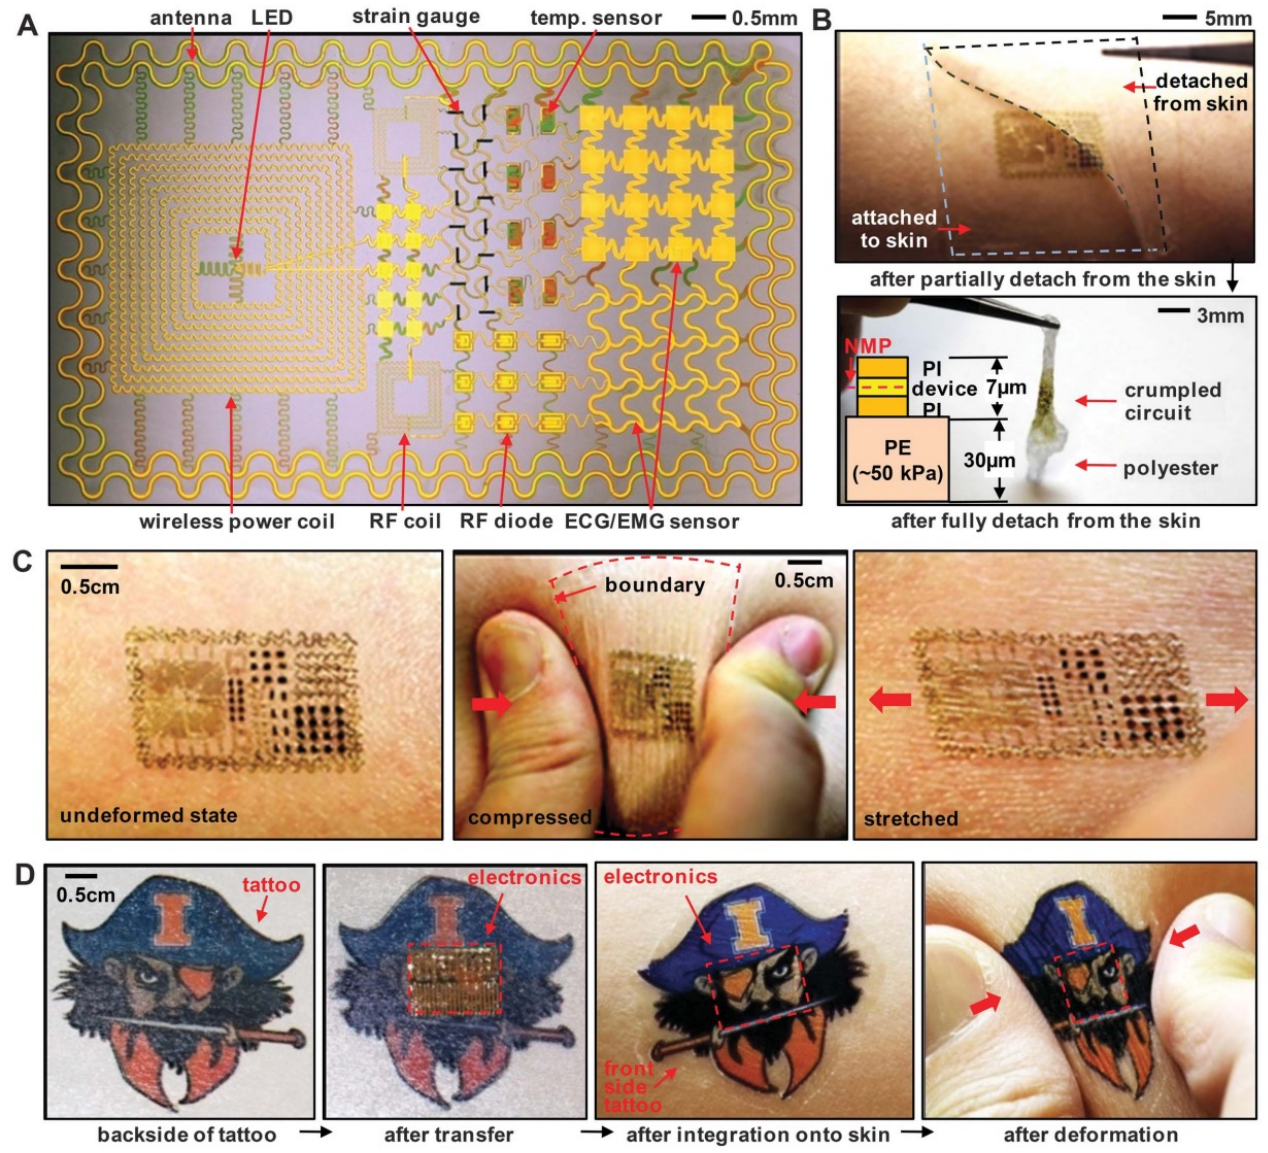 A
antenna LED strain gauge temp. sensor 0.5mm
wireless power coil RF coil RF diode ECG/EMG sensor
B
5mm
detached
from skin
attached
to skin
after partially detach from the skin
3mm
NMP
PI
device
PI
7µm
PE
(~50 kPa)
30µm
crumpled
circuit
polyester
after fully detach from the skin
C
0.5cm
undeformed state
boundary
0.5cm
compressed
stretched
D
0.5cm
tattoo
I
backside of tattoo
electronics
I
after transfer
electronics
I
front
side
tattoo
after integration onto skin
I
after deformation